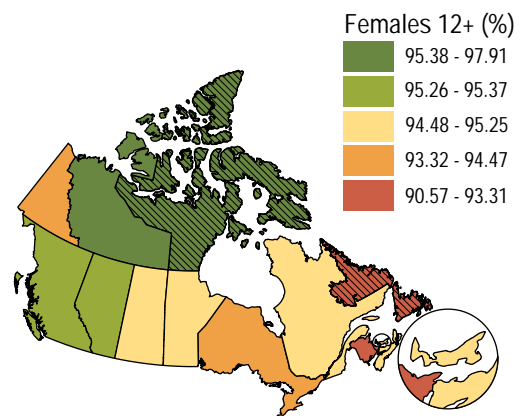 Females 12+ (%)
95.38 - 97.91
95.26 - 95.37
94.48 - 95.25
93.32 - 94.47
90.57 - 93.31